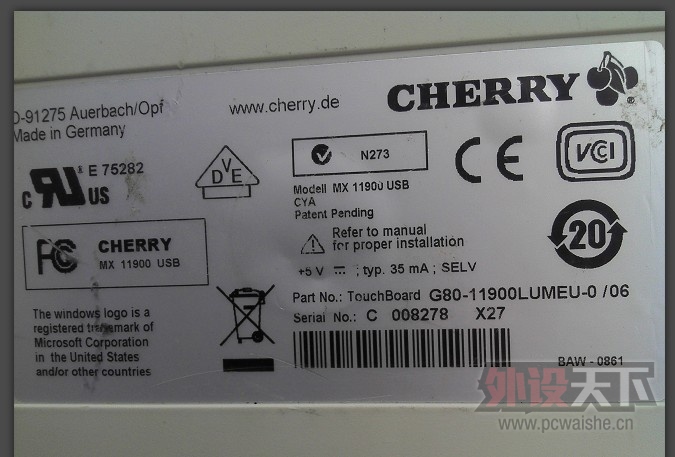 D-91275 Auerbach/Opf
Made in Germany
www.cherry.de
CHERRY
®
C RU US
E 75282
DVE
N273
CE
VCCI
Modell MX 11900 USB
CYA
Patent Pending
FC
CHERRY
MX 11900 USB
Refer to manual
for proper installation
20
+5 V ⎓ ; typ. 35 mA ; SELV
Part No.: TouchBoard G80-11900LUMEU-0 /06
Serial No.: C 008278 X27
The windows logo is a
registered trademark of
Microsoft Corporation
in the United States
and/or other countries
BAW - 0861
外设天下
www.pcwaishe.cn